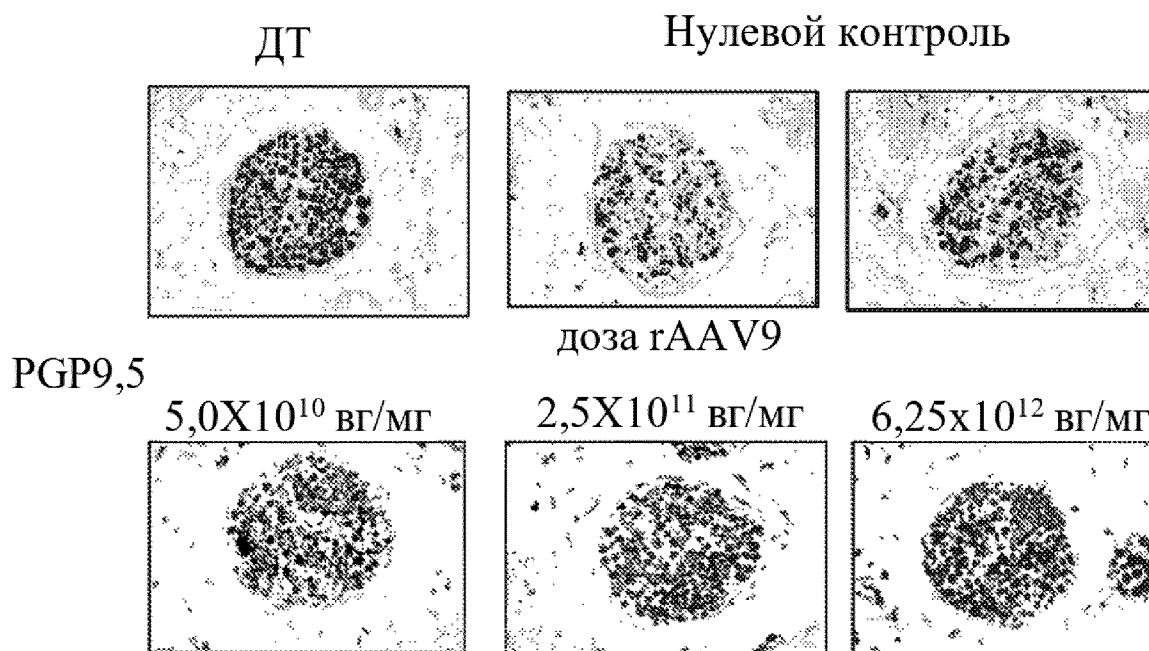 ДТ
Нулевой контроль
доза rAAV9
PGP9,5
5,0X10¹⁰ вг/мг
2,5X10¹¹ вг/мг
6,25x10¹² вг/мг